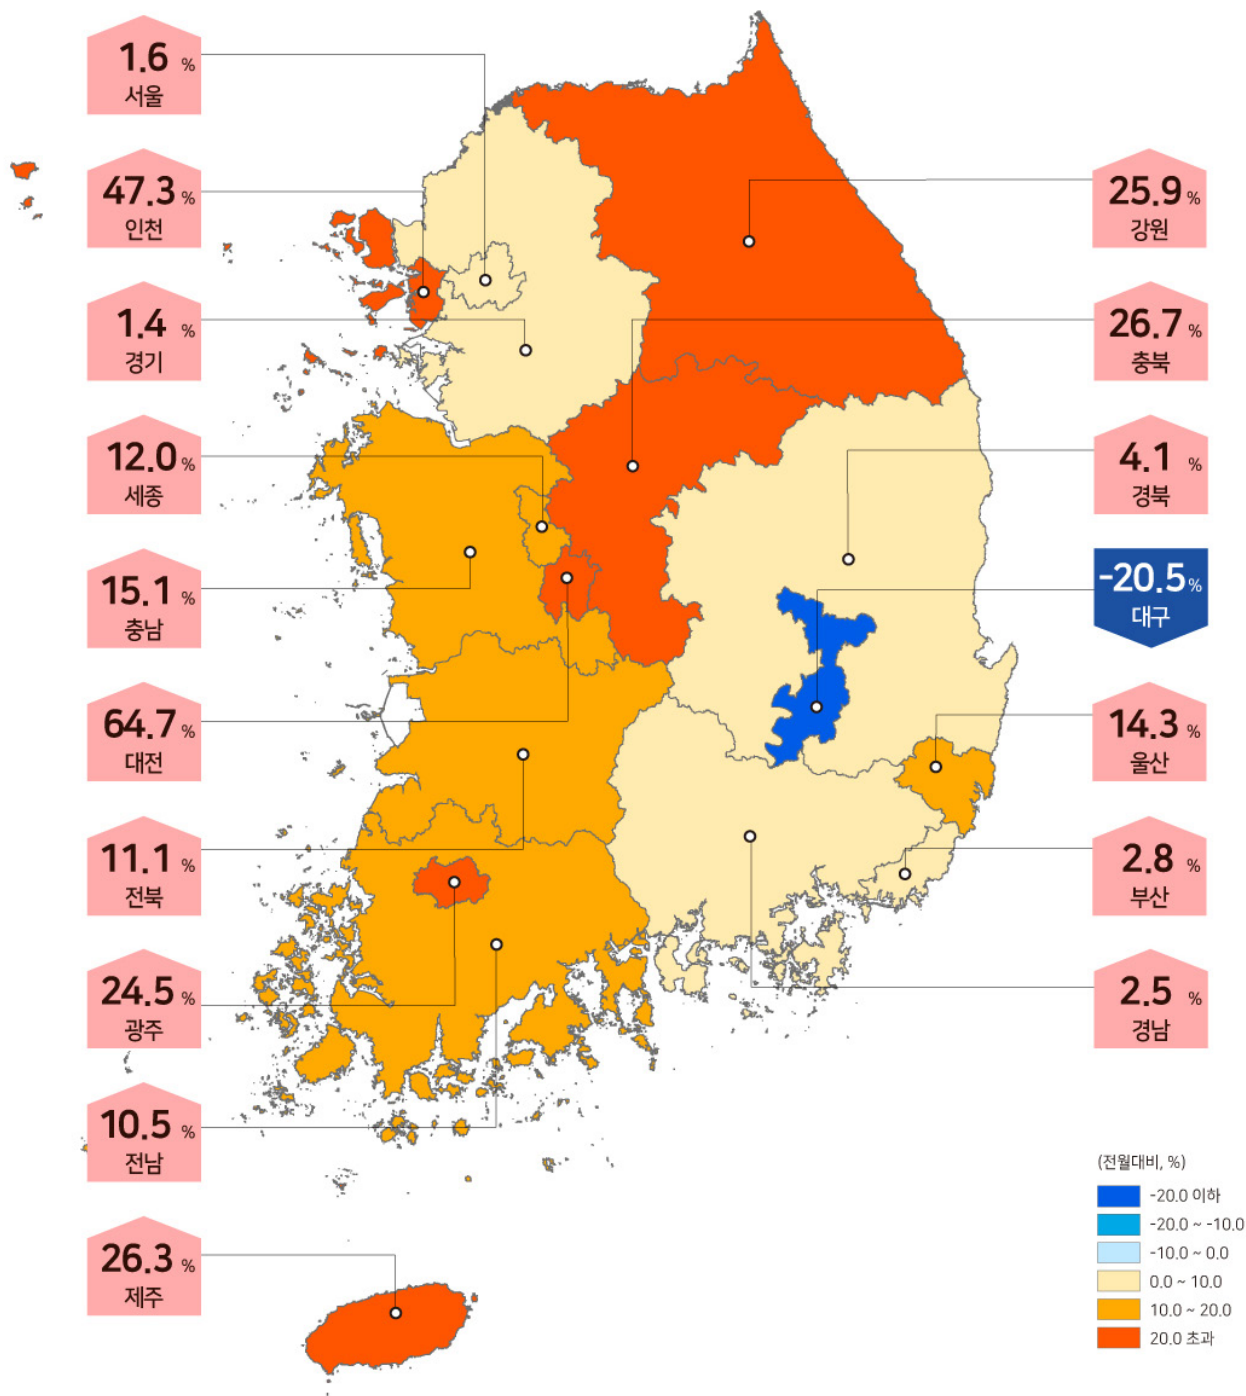 1.6 %
서울
47.3 %
인천
1.4 %
경기
12.0 %
세종
15.1 %
충남
64.7 %
대전
11.1 %
전북
24.5 %
광주
10.5 %
전남
26.3 %
제주
25.9 %
강원
26.7 %
충북
4.1 %
경북
-20.5 %
대구
14.3 %
울산
2.8 %
부산
2.5 %
경남
(전월대비, %)
-20.0 이하
-20.0 ~ -10.0
-10.0 ~ 0.0
0.0 ~ 10.0
10.0 ~ 20.0
20.0 초과